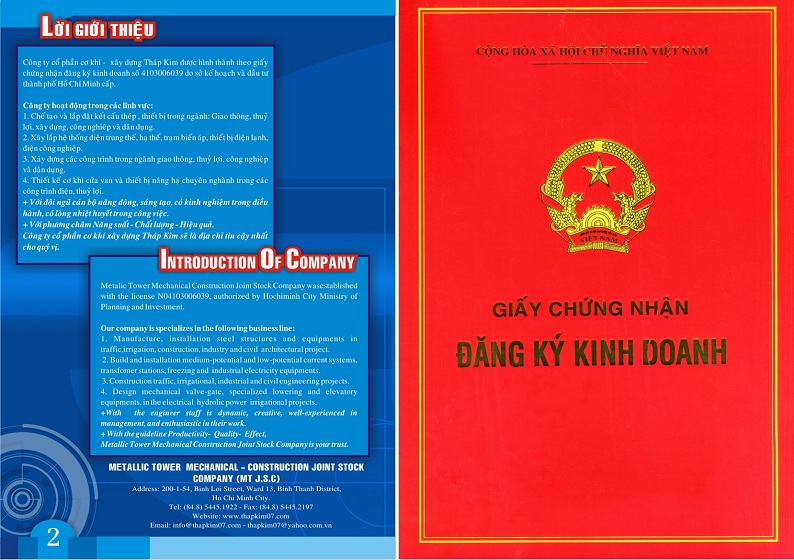 LỜI GIỚI THIỆU
Công ty cổ phần cơ khí - xây dựng Tháp Kim được hình thành theo giấy
chứng nhận đăng ký kinh doanh số 4103006039 do sở kế hoạch và đầu tư
thành phố Hồ Chí Minh cấp.
Công ty hoạt động trong các lĩnh vực:
1. Chế tạo và lắp đặt kết cấu thép , thiết bị trong ngành: Giao thông, thuỷ
lợi, xây dựng, công nghiêp và dân dụng.
2. Xây lắp hệ thống điện trung thế, hạ thế, trạm biến áp, thiết bị điện lạnh,
điện công nghiệp.
3. Xây dựng các công trình trong ngành giao thông, thuỷ lợi, công nghiệp
và dân dụng.
4. Thiết kế cơ khí cửa van và thiết bị nâng hạ chuyên nghành trong các
công trình điện, thuỷ lợi.
+ Với đội ngũ cán bộ năng động, sáng tạo, có kinh nghiệm trong điều
hành, có lòng nhiệt huyết trong công việc.
+ Với phương châm Năng suất - Chất lượng - Hiệu quả.
Công ty cổ phần cơ khí xây dựng Tháp Kim sẽ là địa chỉ tin cậy nhất
cho quý vị.
INTRODUCTION OF COMPANY
Metalic Tower Mechanical Construction Joint Stock Company wasestablished
with the license N04103006039, authorized by Hochiminh City Ministry of
Planning and Investment.
Our company is specializes in the following business line:
1. Manufacture, installation steel structures and equipments in
traffic,irrigation, construction, industry and civil architectural project.
2. Build and installation medium-potential and low-potential current systems,
transfomer stations, freezing and industrial electricity equipments.
3. Construction traffic, irrigational, industrial and civil engineering projects.
4. Design mechanical valve-gate, specialized lowering and elevatory
equipments, in the electrical hydrolic power irrigational projects.
+With the engineer staff is dynamic, creative, well-experienced in
management, and enthusiastic in their work.
+ With the guideline Productivity- Quality- Effect,
Metallic Tower Mechanical Construction Joint Stock Company is your trust.
METALLIC TOWER MECHANICAL - CONSTRUCTION JOINT STOCK
COMPANY (MT J.S.C)
Address: 200-1-54, Binh Loi Street, Ward 13, Binh Thanh District,
Ho Chi Minh City.
Tel: (84.8) 5445.1922 - Fax: (84.8) 5445.2197
Website: www.thapkim07.com
Email: info@thapkim07.com - thapkim07@yahoo.com.vn
2
CỘNG HÒA XÃ HỘI CHỦ NGHĨA VIỆT NAM
VIỆT NAM
GIẤY CHỨNG NHẬN
ĐĂNG KÝ KINH DOANH